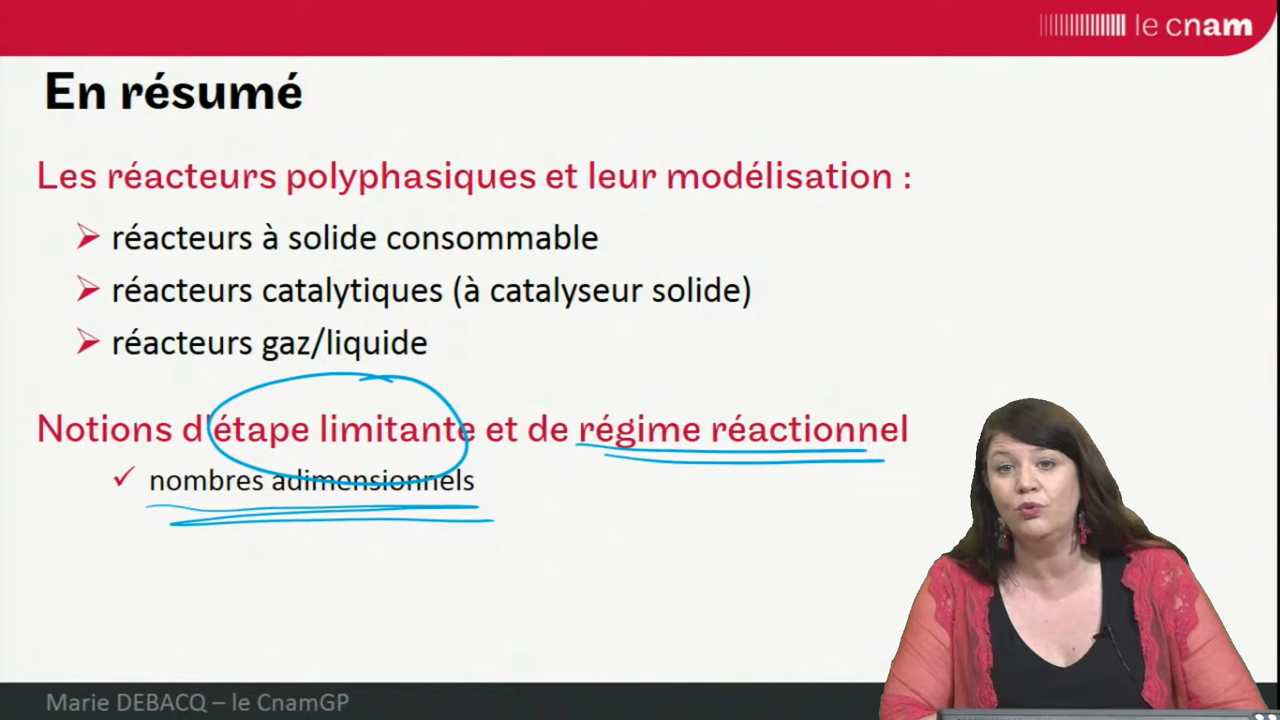 le cnam
En résumé
Les réacteurs polyphasiques et leur modélisation :
réacteurs à solide consommable
réacteurs catalytiques (à catalyseur solide)
réacteurs gaz/liquide
Notions d'étape limitante et de régime réactionnel
nombres adimensionnels
Marie DEBACQ – le CnamGP